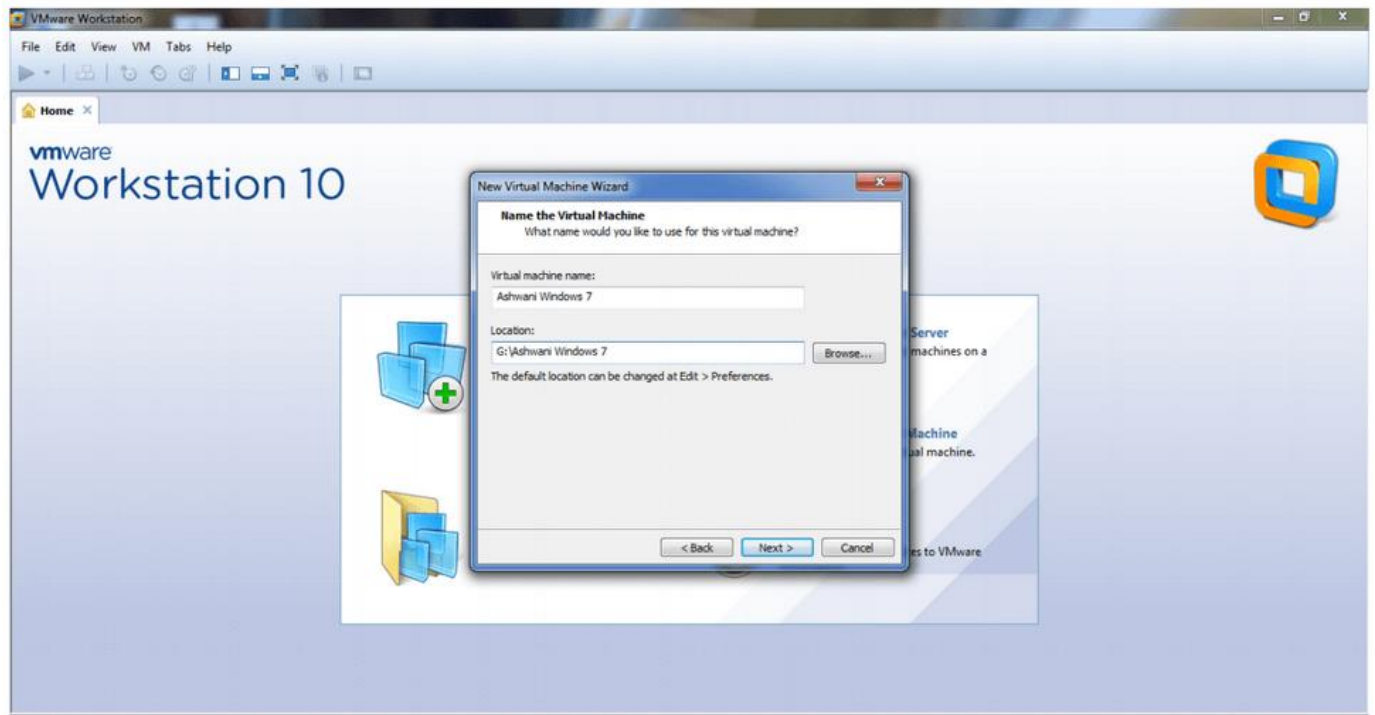 VMware Workstation
File Edit View VM Tabs Help
Home
vmware
Workstation 10
New Virtual Machine Wizard
Name the Virtual Machine
What name would you like to use for this virtual machine?
Virtual machine name:
Ashwani Windows 7
Location:
G:\Ashwani Windows 7
Browse...
The default location can be changed at Edit > Preferences.
< Back Next > Cancel
Server
machines on a
Machine
ual machine.
es to VMware